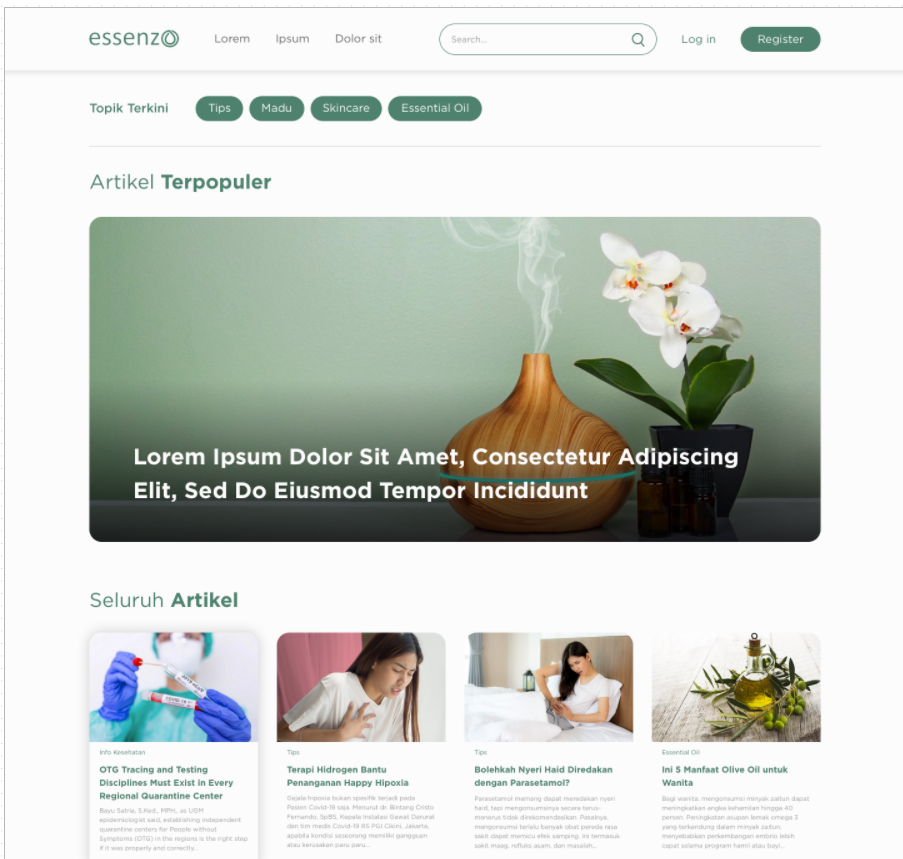 essenzo
Lorem
Ipsum
Dolor sit
Search...
Log in
Register
Topik Terkini
Tips
Madu
Skincare
Essential Oil
Artikel Terpopuler
Lorem Ipsum Dolor Sit Amet, Consectetur Adipiscing
Elit, Sed Do Eiusmod Tempor Incididunt
Seluruh Artikel
COVID-19
Info Kesehatan
OTG Tracing and Testing
Disciplines Must Exist in Every
Regional Quarantine Center
Bayu Satria, S.Ked., MPH., as UGM
epidemiologist said, establishing independent
quarantine centers for People without
Symptoms (OTG) in the regions is the right step
if it was properly and correctly...
Tips
Terapi Hidrogen Bantu
Penanganan Happy Hipoxia
Gejala hipoxia bukan spesifik terjadi pada
Pasien Covid-19 saja. Menurut dr. Bintang Cristo
Fernando, SpBS, Kepala Instalasi Gawat Darurat
dan tim medis Covid-19 RS PGI Cikini, Jakarta,
apabila kondisi seseorang memiliki gangguan
atau kerusakan paru paru...
Tips
Bolehkah Nyeri Haid Diredakan
dengan Parasetamol?
Parasetamol memang dapat meredakan nyeri
haid, tapi mengonsumsinya secara terus-
menerus tidak direkomendasikan. Pasalnya,
mengonsumsi terlalu banyak obat pereda rasa
sakit dapat memicu efek samping, ini termasuk
sakit maag, refluks asam, dan masalah...
Essential Oil
Ini 5 Manfaat Olive Oil untuk
Wanita
Bagi wanita, mengonsumsi minyak zaitun dapat
meningkatkan angka kehamilan hingga 40
persen. Peningkatan asupan lemak omega 3
yang terkandung dalam minyak zaitun,
menyebabkan perkembangan embrio lebih
cepat selama program hamil atau bayi...